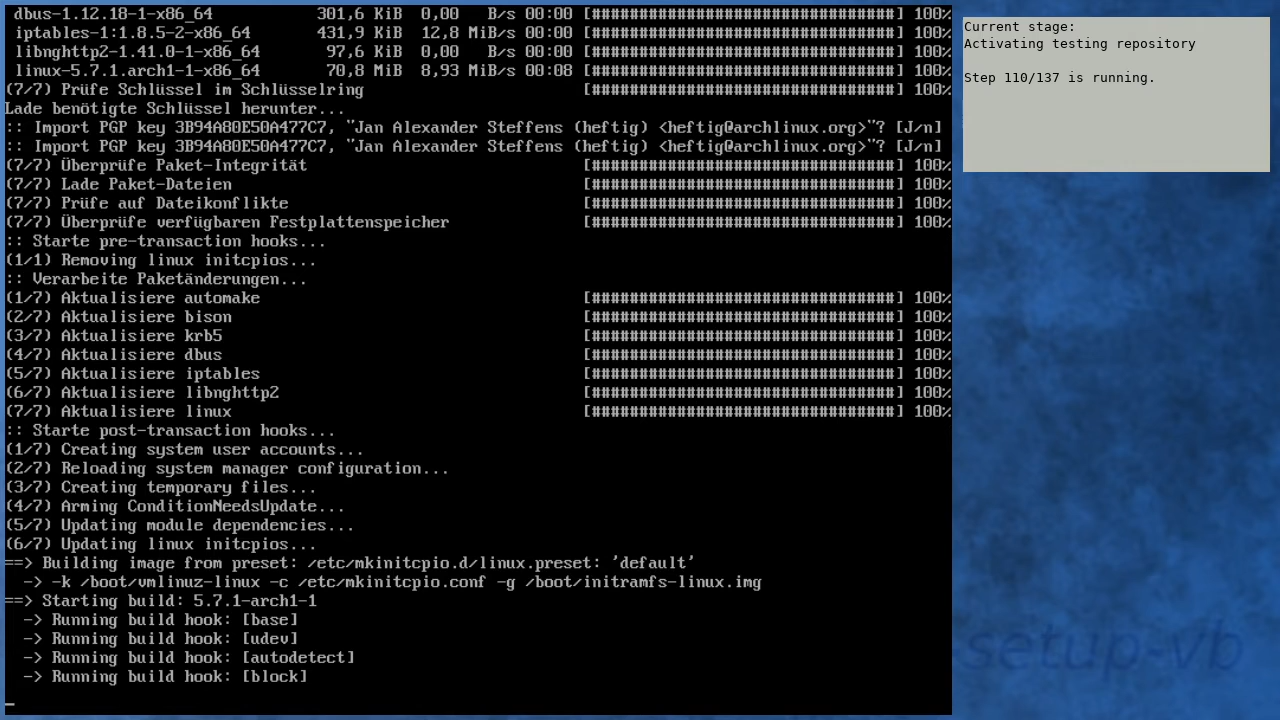 dbus-1.12.18-1-x86_64 301,6 KiB 0,00 B/s 00:00 [################################] 100%
iptables-1:1.8.5-2-x86_64 431,9 KiB 12,8 MiB/s 00:00 [################################] 100%
libnghttp2-1.41.0-1-x86_64 97,6 KiB 0,00 B/s 00:00 [################################] 100%
linux-5.7.1.arch1-1-x86_64 70,8 MiB 8,93 MiB/s 00:08 [################################] 100%
(7/7) Prüfe Schlüssel im Schlüsselring [################################] 100%
Lade benötigte Schlüssel herunter...
:: Import PGP key 3B94A80E50A477C7, "Jan Alexander Steffens (heftig) <heftig@archlinux.org>"? [J/n]
:: Import PGP key 3B94A80E50A477C7, "Jan Alexander Steffens (heftig) <heftig@archlinux.org>"? [J/n]
(7/7) Überprüfe Paket-Integrität [################################] 100%
(7/7) Lade Paket-Dateien [################################] 100%
(7/7) Prüfe auf Dateikonflikte [################################] 100%
(7/7) Überprüfe verfügbaren Festplattenspeicher [################################] 100%
:: Starte pre-transaction hooks...
(1/1) Removing linux initcpios...
:: Verarbeite Paketänderungen...
(1/7) Aktualisiere automake [################################] 100%
(2/7) Aktualisiere bison [################################] 100%
(3/7) Aktualisiere krb5 [################################] 100%
(4/7) Aktualisiere dbus [################################] 100%
(5/7) Aktualisiere iptables [################################] 100%
(6/7) Aktualisiere libnghttp2 [################################] 100%
(7/7) Aktualisiere linux [################################] 100%
:: Starte post-transaction hooks...
(1/7) Creating system user accounts...
(2/7) Reloading system manager configuration...
(3/7) Creating temporary files...
(4/7) Arming ConditionNeedsUpdate...
(5/7) Updating module dependencies...
(6/7) Updating linux initcpios...
==> Building image from preset: /etc/mkinitcpio.d/linux.preset: 'default'
-> -k /boot/vmlinuz-linux -c /etc/mkinitcpio.conf -g /boot/initramfs-linux.img
==> Starting build: 5.7.1-arch1-1
-> Running build hook: [base]
-> Running build hook: [udev]
-> Running build hook: [autodetect]
-> Running build hook: [block]
_
Current stage:
Activating testing repository
Step 110/137 is running.
setup-vb